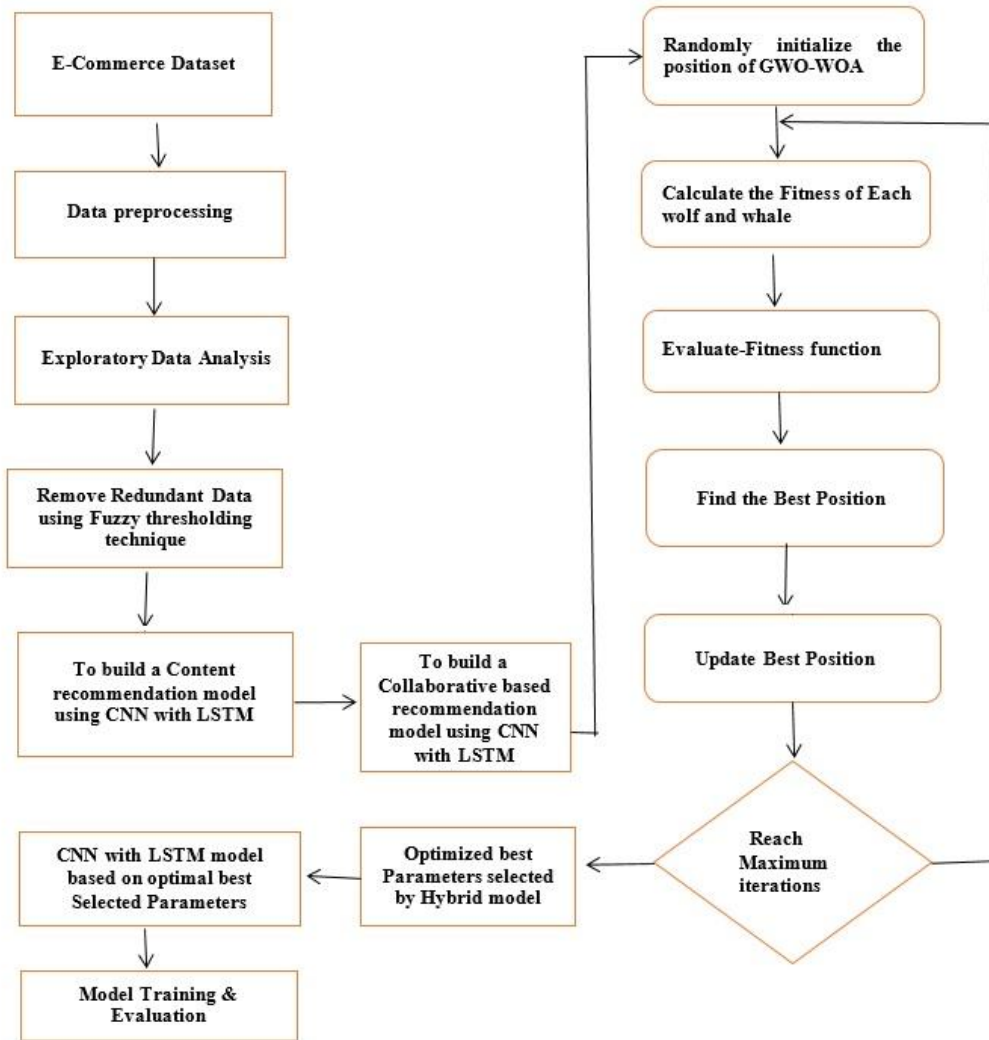 E-Commerce Dataset
Data preprocessing
Exploratory Data Analysis
Remove Redundant Data
using Fuzzy thresholding
technique
To build a Content
recommendation model
using CNN with LSTM
To build a
Collaborative based
recommendation
model using CNN
with LSTM
Randomly initialize the
position of GWO-WOA
Calculate the Fitness of Each
wolf and whale
Evaluate-Fitness function
Find the Best Position
Update Best Position
Reach
Maximum
iterations
Optimized best
Parameters selected
by Hybrid model
CNN with LSTM model
based on optimal best
Selected Parameters
Model Training &
Evaluation